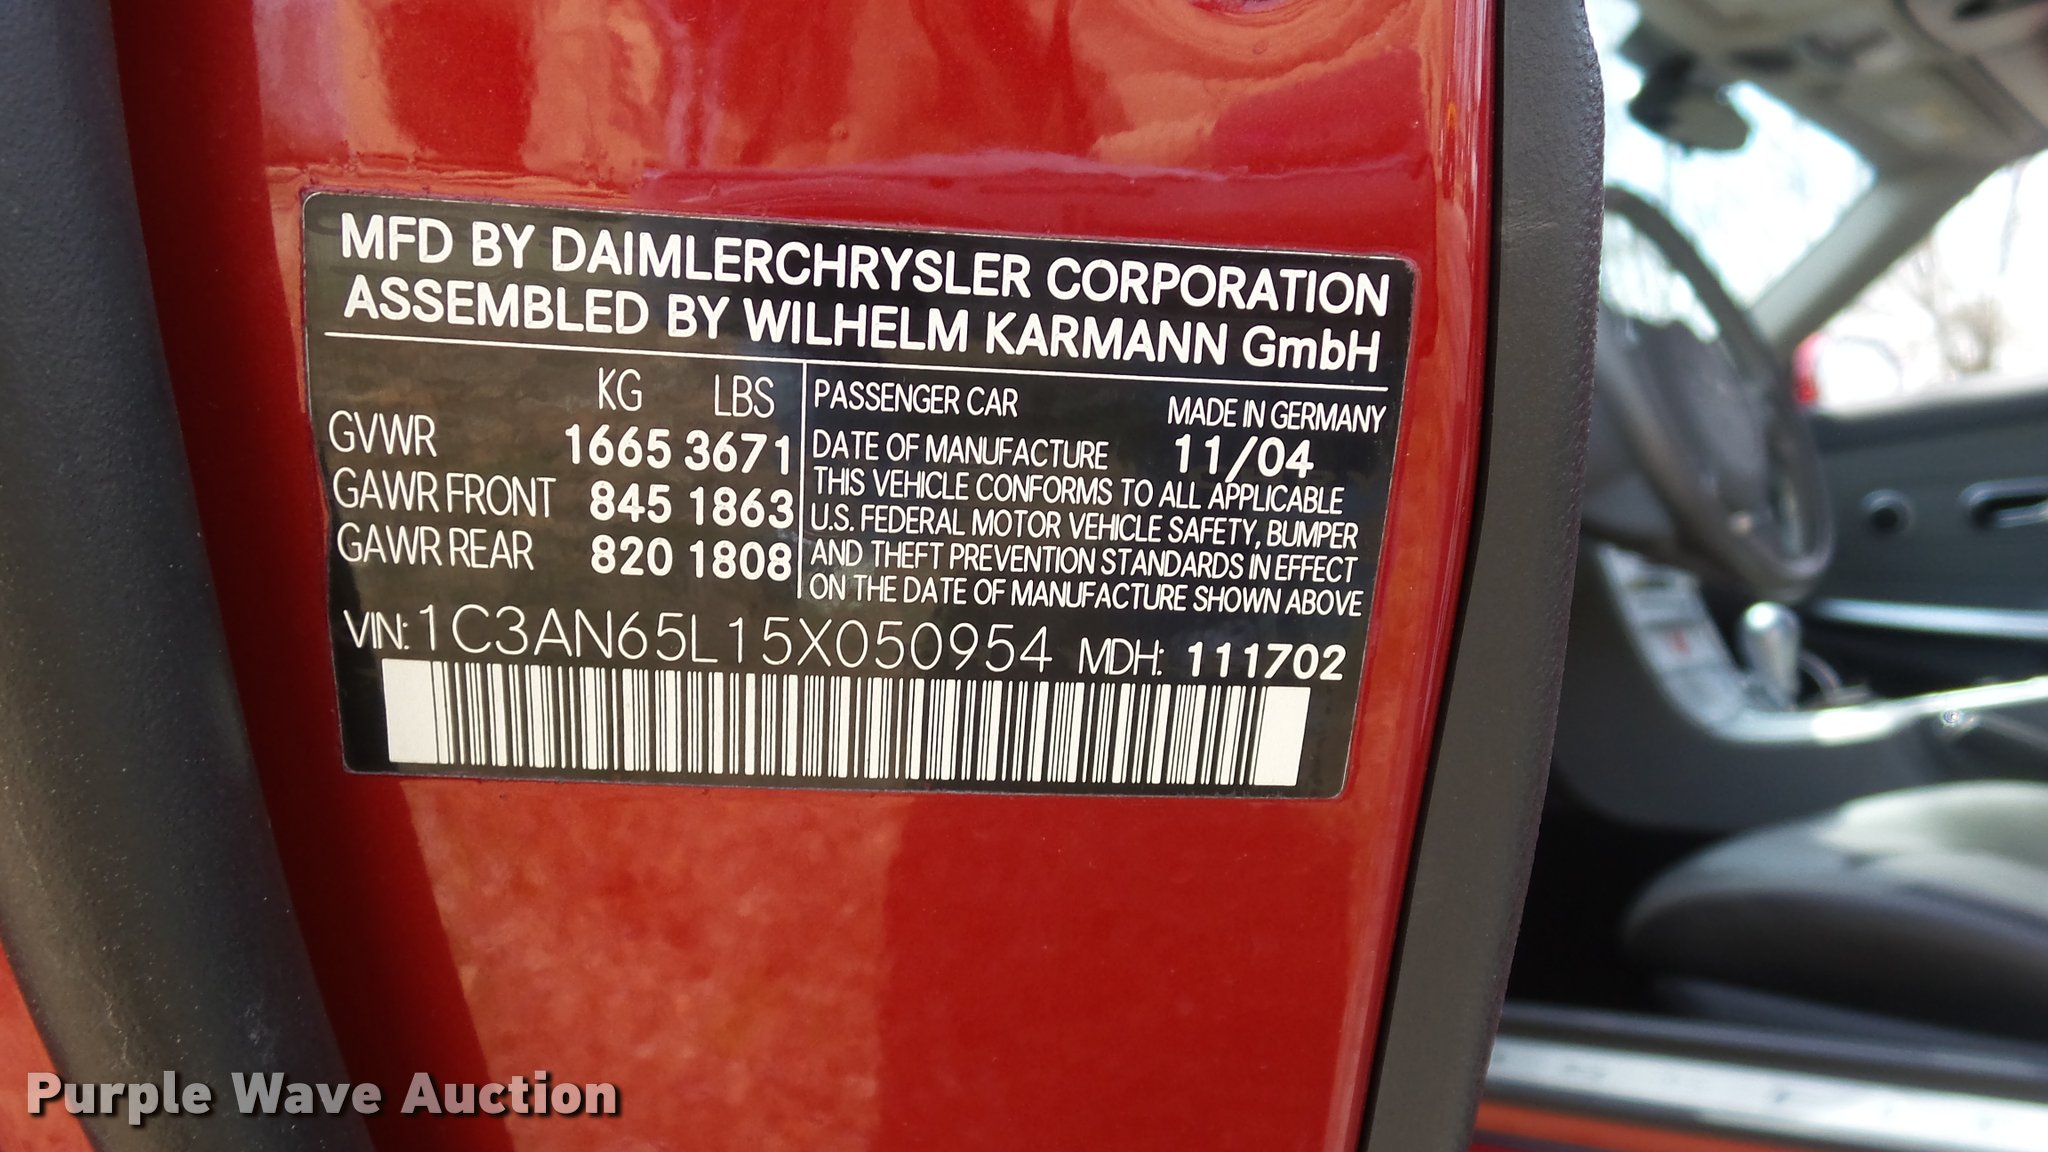 MFD BY DAIMLERCHRYSLER CORPORATION
ASSEMBLED BY WILHELM KARMANN GmbH
KG LBS
GVWR 1665 3671
GAWR FRONT 845 1863
GAWR REAR 820 1808
PASSENGER CAR MADE IN GERMANY
DATE OF MANUFACTURE 11/04
THIS VEHICLE CONFORMS TO ALL APPLICABLE
U.S. FEDERAL MOTOR VEHICLE SAFETY, BUMPER
AND THEFT PREVENTION STANDARDS IN EFFECT
ON THE DATE OF MANUFACTURE SHOWN ABOVE
VIN: 1C3AN65L15X050954 MDH: 111702
Purple Wave Auction